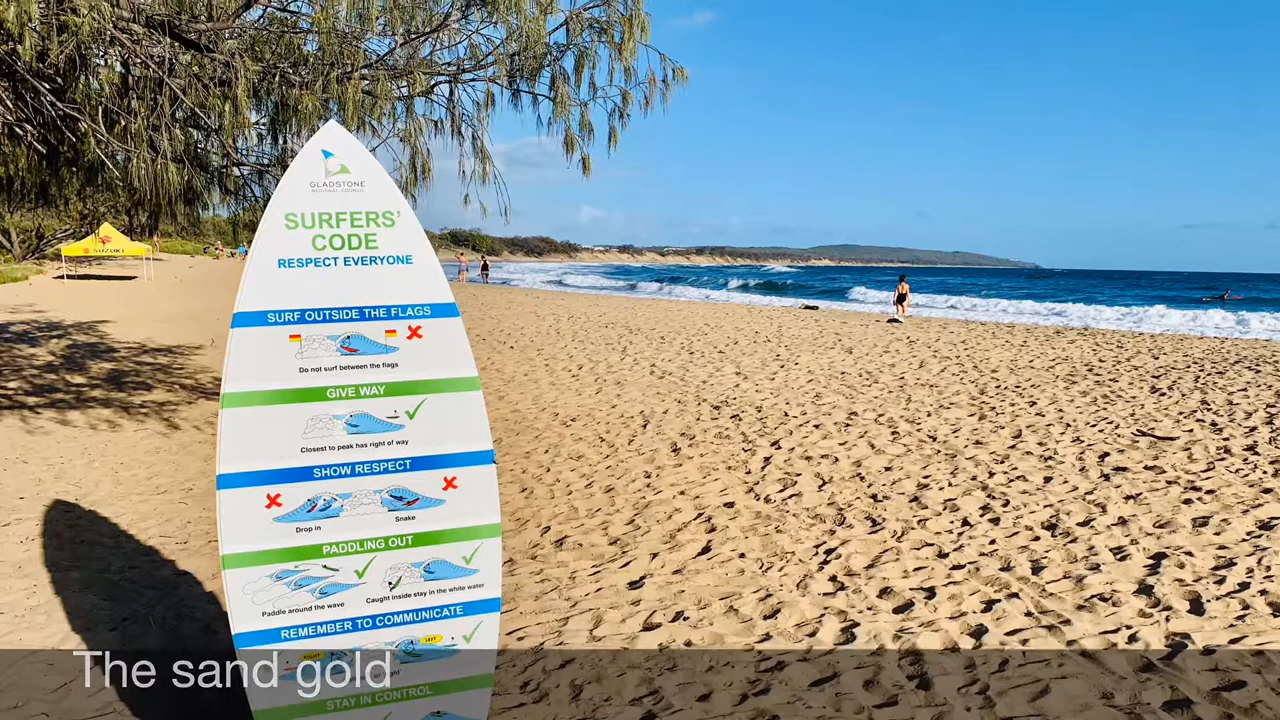 GLADSTONE
REGIONAL COUNCIL
SURFERS'
CODE
RESPECT EVERYONE
SUZUKI
SURF OUTSIDE THE FLAGS
Do not surf between the flags
GIVE WAY
Closest to peak has right of way
SHOW RESPECT
Drop in
Snake
PADDLING OUT
Paddle around the wave
Caught inside stay in the white water
REMEMBER TO COMMUNICATE
LEFT
RIGHT
The sand gold
STAY IN CONTROL